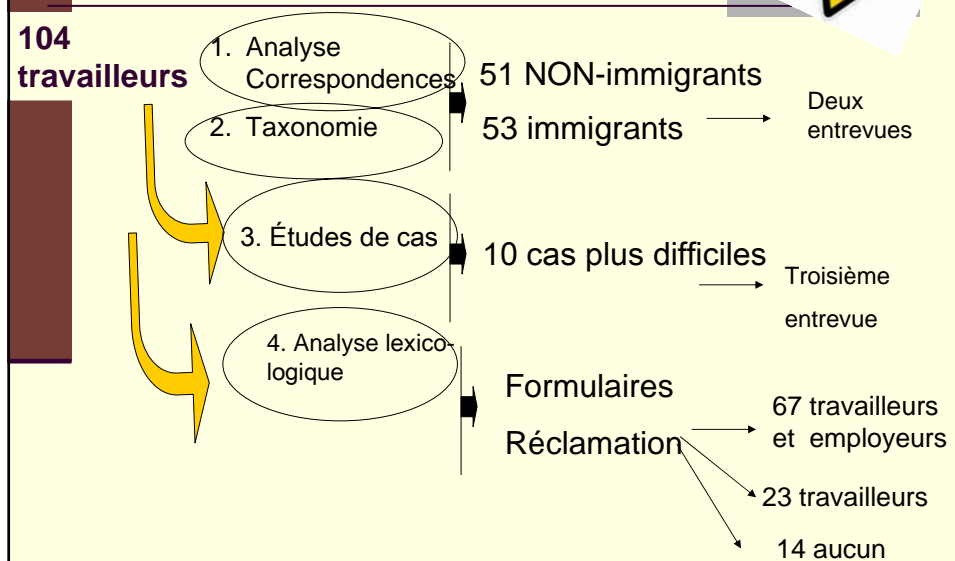 104
travailleurs
1. Analyse
Correspondences
2. Taxonomie
51 NON-immigrants
53 immigrants
Deux
entrevues
3. Études de cas
10 cas plus difficiles
Troisième
entrevue
4. Analyse lexico-
logique
Formulaires
Réclamation
67 travailleurs
et employeurs
23 travailleurs
14 aucun